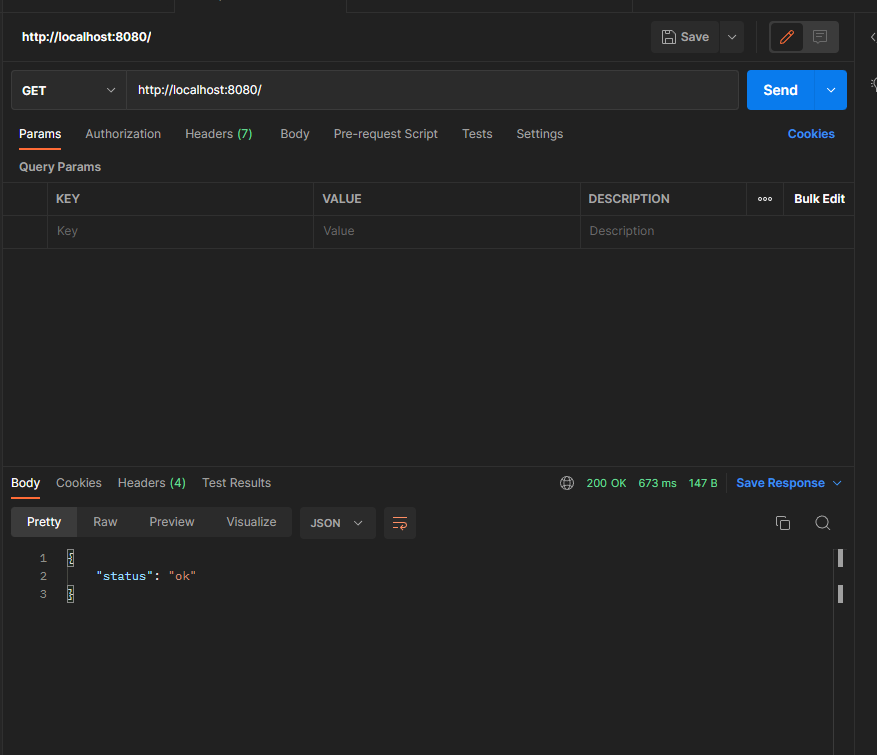 http://localhost:8080/ Save
GET http://localhost:8080/ Send
Params Authorization Headers (7) Body Pre-request Script Tests Settings Cookies
Query Params
KEY VALUE DESCRIPTION ooo Bulk Edit
Key Value Description
Body Cookies Headers (4) Test Results 200 OK 673 ms 147 B Save Response
Pretty Raw Preview Visualize JSON
1 {
2 "status": "ok"
3 }